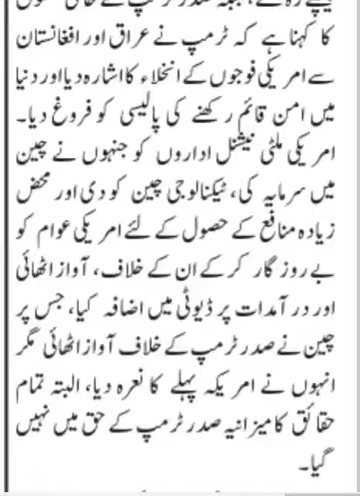 کا کہنا ہے کہ ٹرمپ نے عراق اور افغانستان
سے امریکی فوجوں کے انخلاء کا اشارہ دیا اور دنیا
میں امن قائم رکھنے کی پالیسی کو فروغ دیا۔
امریکی ملٹی نیشنل اداروں کو جنہوں نے چین
میں سرمایہ کی، ٹیکنالوجی چین کو دی اور محض
زیادہ منافع کے حصول کے لئے امریکی عوام کو
بے روزگار کرکے ان کے خلاف، آواز اٹھائی
اور درآمدات پر ڈیوٹی میں اضافہ کیا، جس پر
چین نے صدر ٹرمپ کے خلاف آواز اٹھائی مگر
انہوں نے امریکہ پہلے کا نعرہ دیا، البتہ تمام
حقائق کا میزانیہ صدر ٹرمپ کے حق میں نہیں
گیا۔